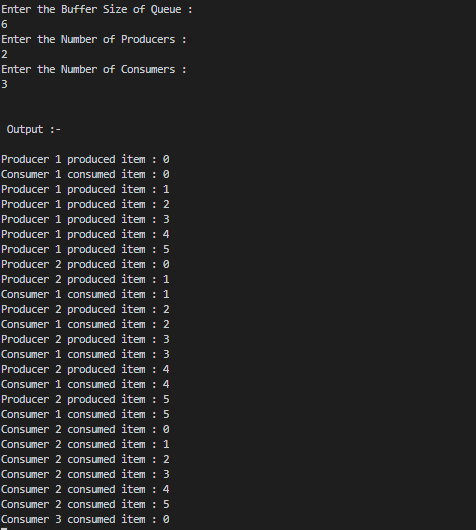 Enter the Buffer Size of Queue :
6
Enter the Number of Producers :
2
Enter the Number of Consumers :
3
Output :-
Producer 1 produced item : 0
Consumer 1 consumed item : 0
Producer 1 produced item : 1
Producer 1 produced item : 2
Producer 1 produced item : 3
Producer 1 produced item : 4
Producer 1 produced item : 5
Producer 2 produced item : 0
Producer 2 produced item : 1
Consumer 1 consumed item : 1
Producer 2 produced item : 2
Consumer 1 consumed item : 2
Producer 2 produced item : 3
Consumer 1 consumed item : 3
Producer 2 produced item : 4
Consumer 1 consumed item : 4
Producer 2 produced item : 5
Consumer 1 consumed item : 5
Consumer 2 consumed item : 0
Consumer 2 consumed item : 1
Consumer 2 consumed item : 2
Consumer 2 consumed item : 3
Consumer 2 consumed item : 4
Consumer 2 consumed item : 5
Consumer 3 consumed item : 0